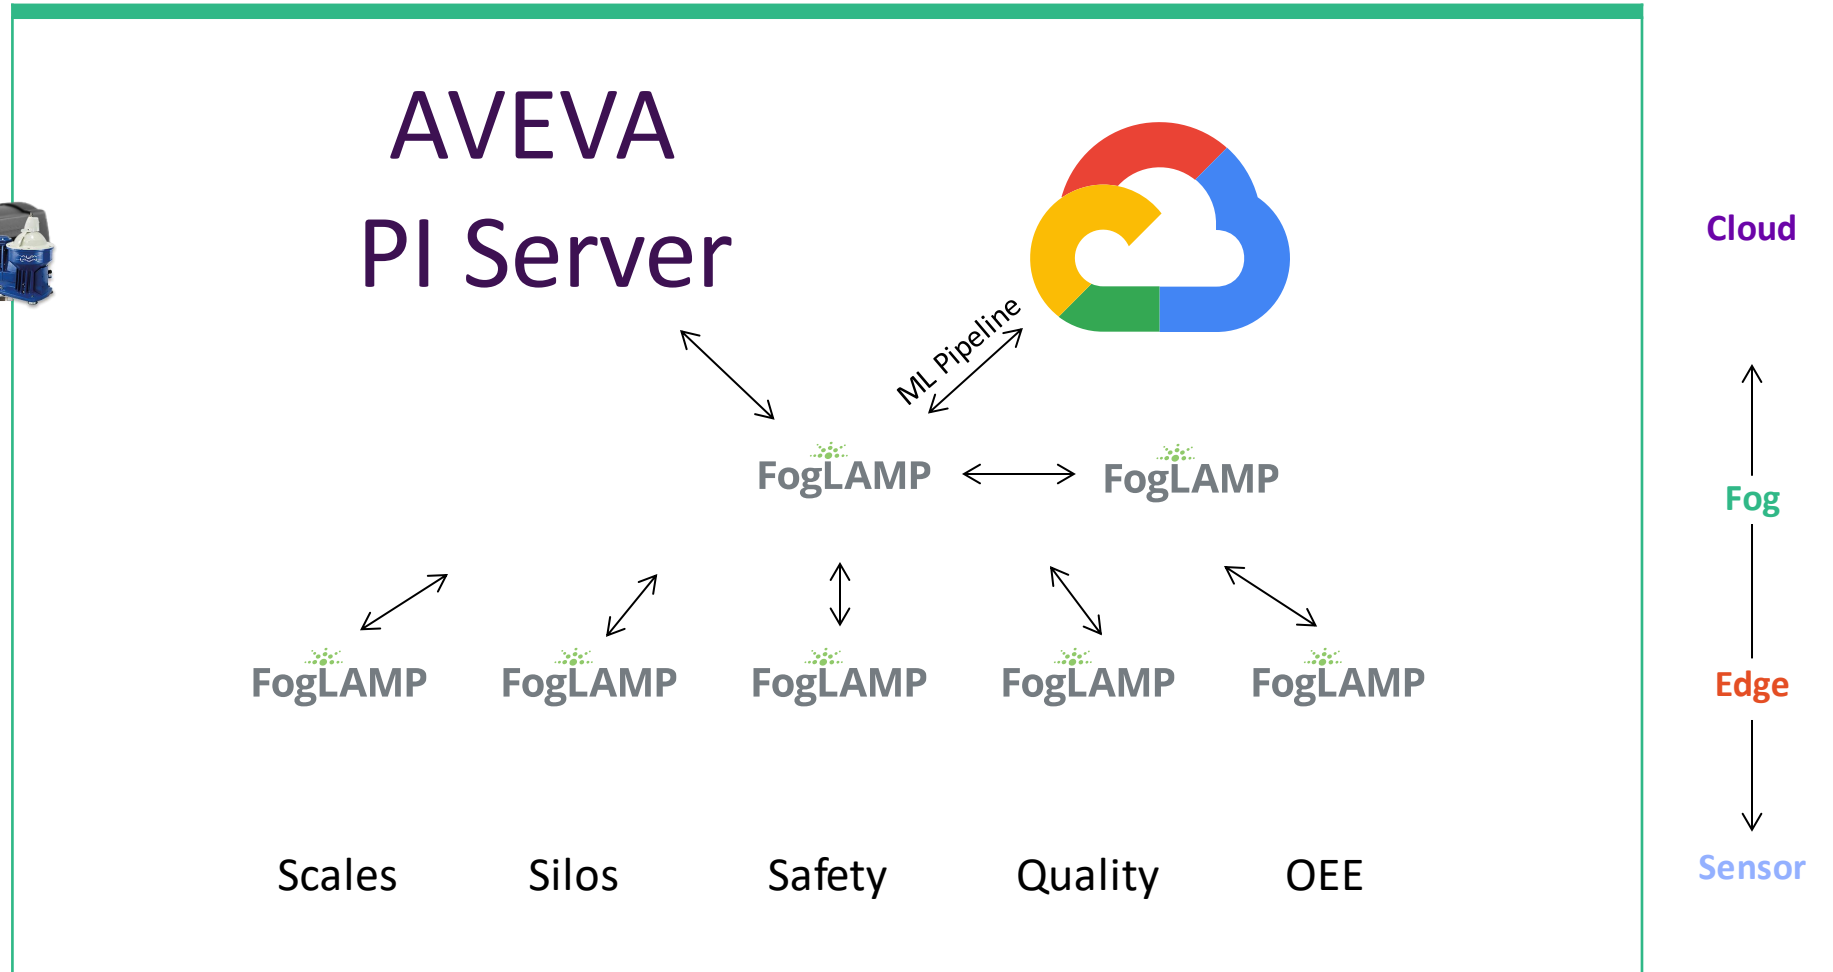 AVEVA
PI Server
Cloud
ML Pipeline
FogLAMP
FogLAMP
Fog
FogLAMP
FogLAMP
FogLAMP
FogLAMP
FogLAMP
Edge
Scales
Silos
Safety
Quality
OEE
Sensor